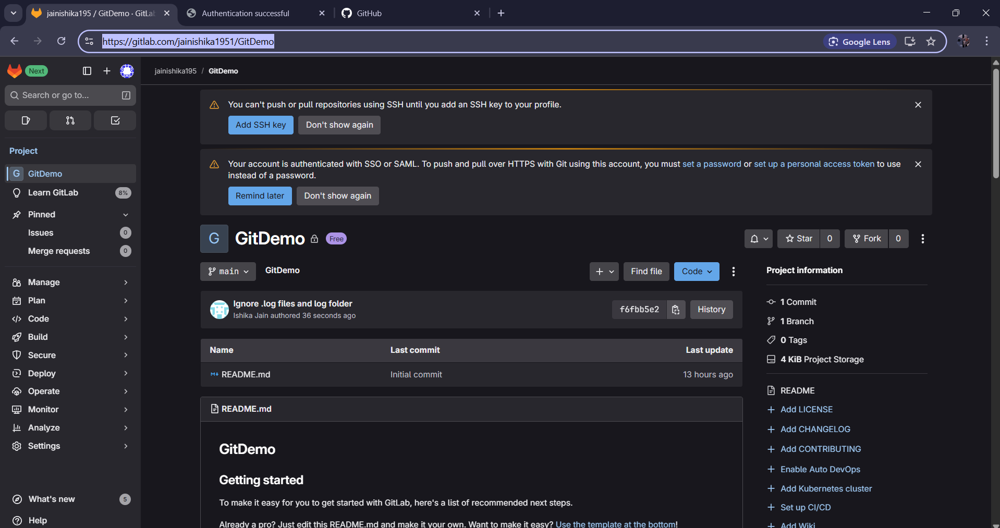 jainishika195 / GitDemo · GitLab
Authentication successful
GitHub
https://gitlab.com/jainishika1951/GitDemo
Google Lens
Next
jainishika195 / GitDemo
Search or go to...
/
You can't push or pull repositories using SSH until you add an SSH key to your profile.
Add SSH key
Don't show again
Project
G GitDemo
Learn GitLab 8%
Pinned
Issues 0
Merge requests 0
Manage
Plan
Code
Build
Secure
Deploy
Operate
Monitor
Analyze
Settings
What's new 5
Help
Your account is authenticated with SSO or SAML. To push and pull over HTTPS with Git using this account, you must set a password or set up a personal access token to use
instead of a password.
Remind later
Don't show again
G GitDemo Free
Star 0
Fork 0
main
GitDemo
Find file
Code
Ignore .log files and log folder
Ishika Jain authored 36 seconds ago
f6fbb5e2
History
Name Last commit Last update
README.md Initial commit 13 hours ago
README.md
GitDemo
Getting started
To make it easy for you to get started with GitLab, here's a list of recommended next steps.
Already a pro? Just edit this README.md and make it your own. Want to make it easy? Use the template at the bottom!
Project information
1 Commit
1 Branch
0 Tags
4 KiB Project Storage
README
Add LICENSE
Add CHANGELOG
Add CONTRIBUTING
Enable Auto DevOps
Add Kubernetes cluster
Set up CI/CD
Add Wiki